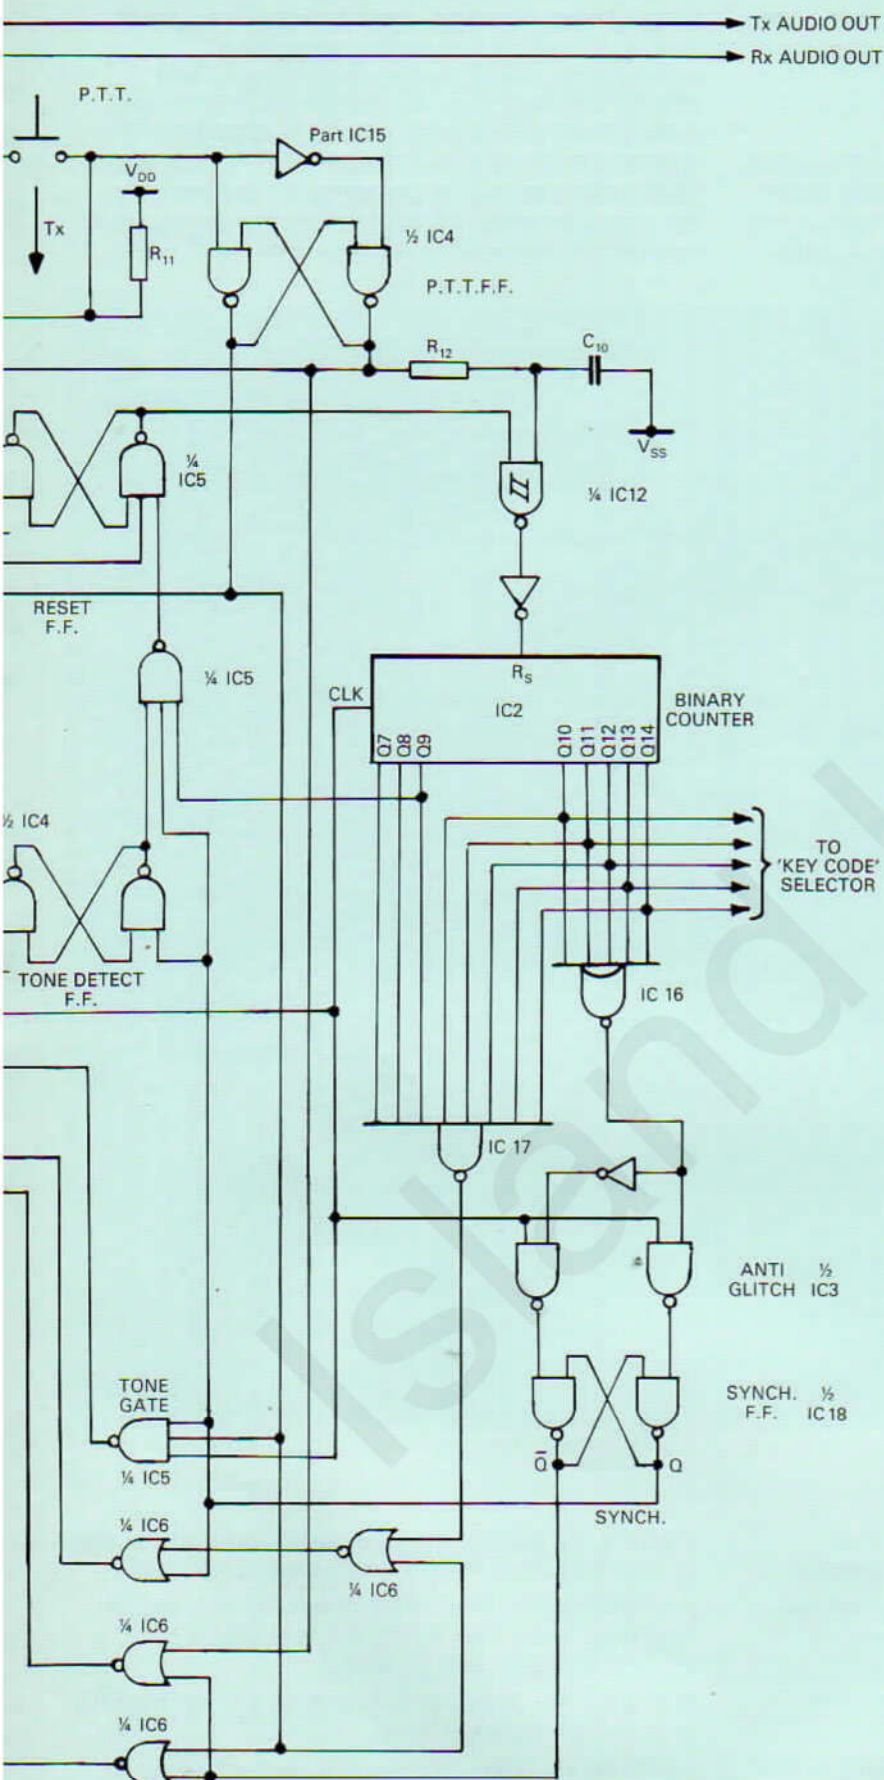 Tx AUDIO OUT
Rx AUDIO OUT
P.T.T.
Part IC15
V_DD
Tx
R₁₁
½ IC4
P.T.T.F.F.
R₁₂
C₁₀
V_SS
¼
IC5
¼ IC12
RESET
F.F.
¼ IC5
CLK
R_S
IC2
BINARY
COUNTER
Q7
Q8
Q9
Q10
Q11
Q12
Q13
Q14
½ IC4
TO
'KEY CODE'
SELECTOR
TONE DETECT
F.F.
IC 16
IC 17
ANTI ½
GLITCH IC3
TONE
GATE
SYNCH. ½
F.F. IC18
Q̄
Q
¼ IC5
SYNCH.
¼ IC6
¼ IC6
¼ IC6
¼ IC6
Island